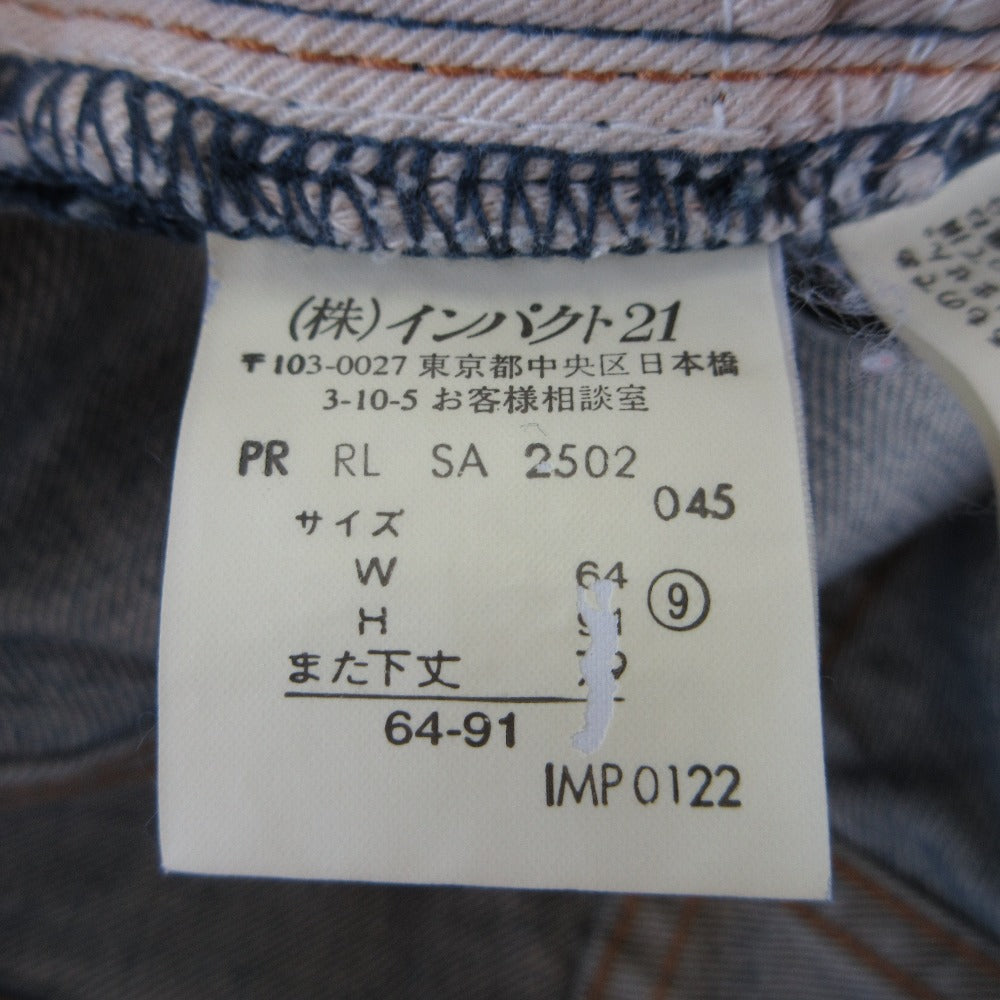 (株)インパクト21
〒103-0027 東京都中央区日本橋
3-10-5 お客様相談室
PR RL SA 2502
045
サイズ
W 64
H 91
⑨
また下丈 79
64-91
IMP0122